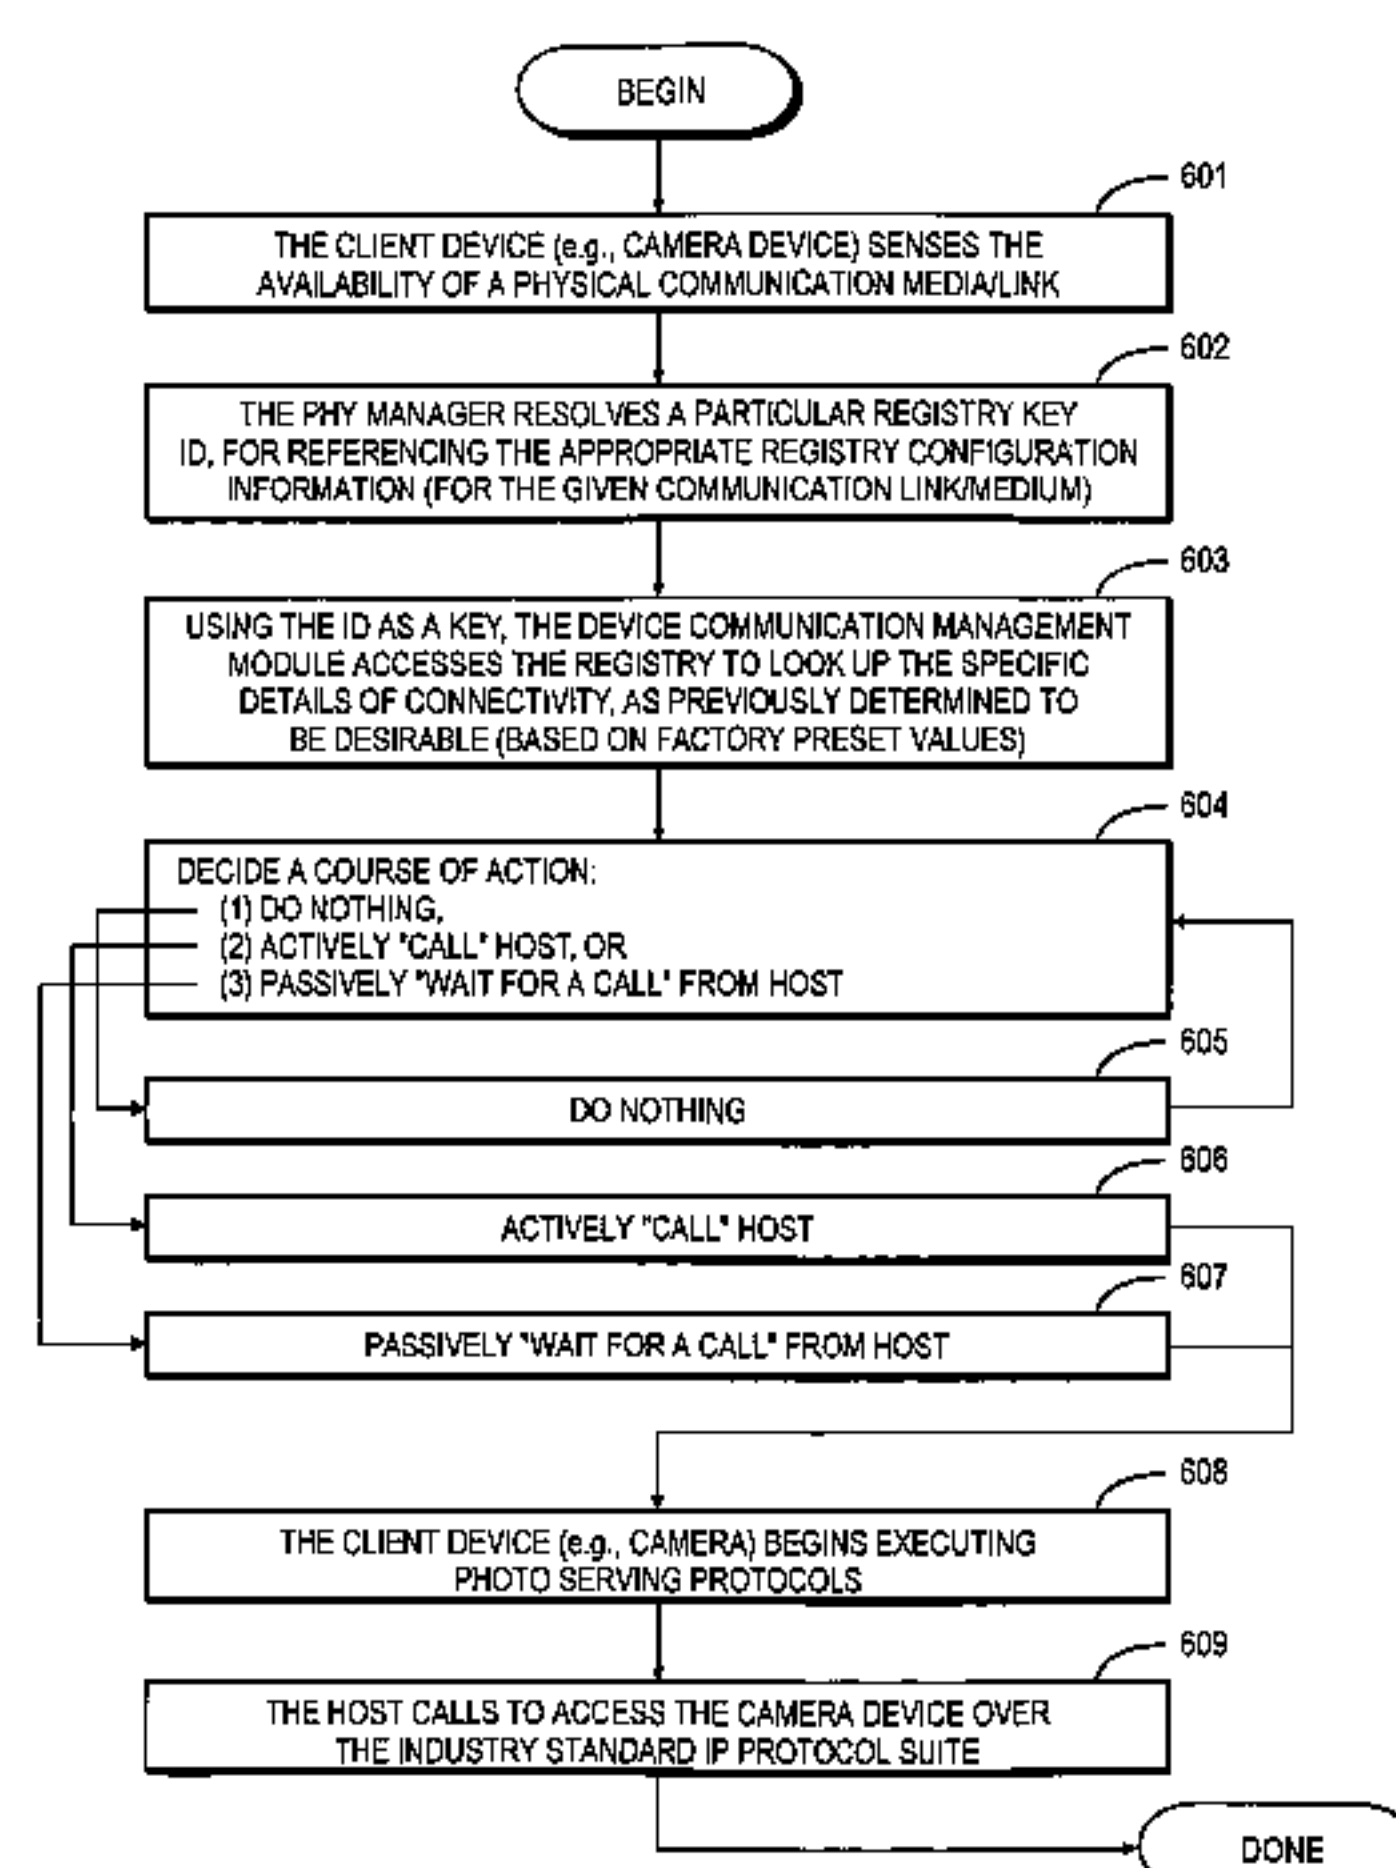 BEGIN
601
THE CLIENT DEVICE (e.g., CAMERA DEVICE) SENSES THE
AVAILABILITY OF A PHYSICAL COMMUNICATION MEDIA/LINK
602
THE PHY MANAGER RESOLVES A PARTICULAR REGISTRY KEY
ID, FOR REFERENCING THE APPROPRIATE REGISTRY CONFIGURATION
INFORMATION (FOR THE GIVEN COMMUNICATION LINK/MEDIUM)
603
USING THE ID AS A KEY, THE DEVICE COMMUNICATION MANAGEMENT
MODULE ACCESSES THE REGISTRY TO LOOK UP THE SPECIFIC
DETAILS OF CONNECTIVITY, AS PREVIOUSLY DETERMINED TO
BE DESIRABLE (BASED ON FACTORY PRESET VALUES)
604
DECIDE A COURSE OF ACTION:
(1) DO NOTHING,
(2) ACTIVELY "CALL" HOST, OR
(3) PASSIVELY "WAIT FOR A CALL" FROM HOST
605
DO NOTHING
606
ACTIVELY "CALL" HOST
607
PASSIVELY "WAIT FOR A CALL" FROM HOST
608
THE CLIENT DEVICE (e.g., CAMERA) BEGINS EXECUTING
PHOTO SERVING PROTOCOLS
609
THE HOST CALLS TO ACCESS THE CAMERA DEVICE OVER
THE INDUSTRY STANDARD IP PROTOCOL SUITE
DONE